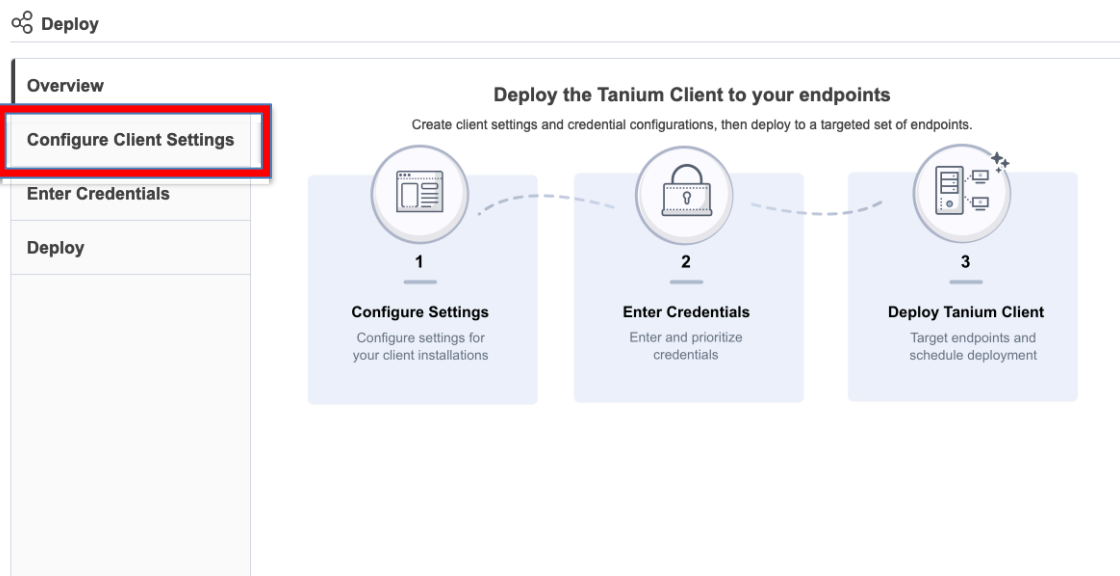 Deploy
Overview
Configure Client Settings
Enter Credentials
Deploy
Deploy the Tanium Client to your endpoints
Create client settings and credential configurations, then deploy to a targeted set of endpoints.
1
Configure Settings
Configure settings for
your client installations
2
Enter Credentials
Enter and prioritize
credentials
3
Deploy Tanium Client
Target endpoints and
schedule deployment